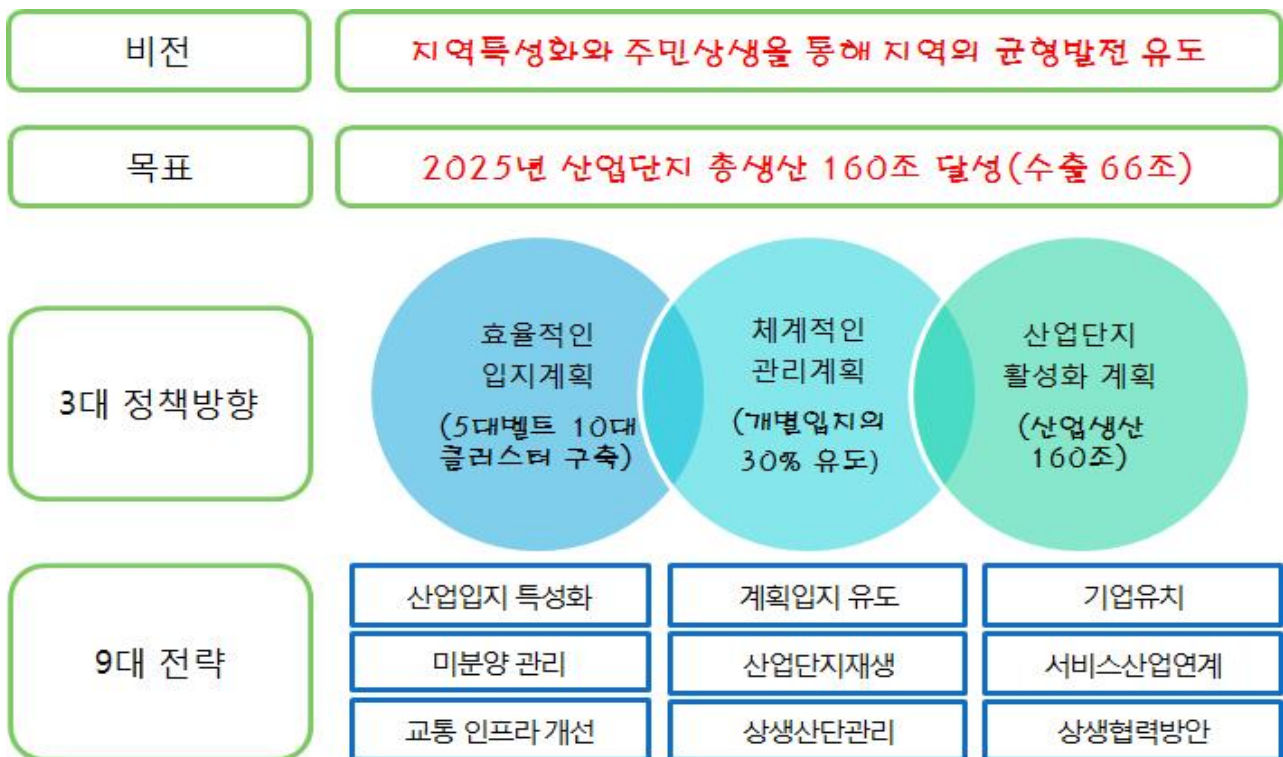 비전
지역특성화와 주민상생을 통해 지역의 균형발전 유도
목표
2025년 산업단지 총생산 160조 달성(수출 66조)
3대 정책방향
효율적인
입지계획
(5대벨트 10대
클러스터 구축)
체계적인
관리계획
(개별입지의
30% 유도)
산업단지
활성화 계획
(산업생산
160조)
9대 전략
산업입지 특성화
계획입지 유도
기업유치
미분양 관리
산업단지재생
서비스산업연계
교통 인프라 개선
상생산단관리
상생협력방안